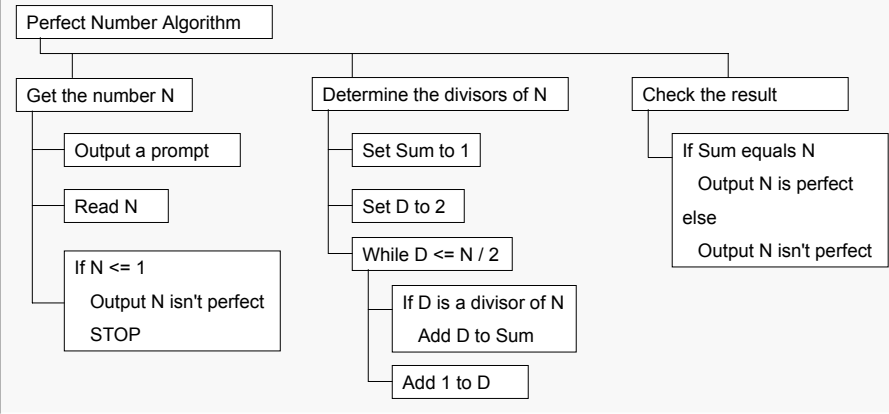 Perfect Number Algorithm
Get the number N
Output a prompt
Read N
If N <= 1
Output N isn't perfect
STOP
Determine the divisors of N
Set Sum to 1
Set D to 2
While D <= N / 2
If D is a divisor of N
Add D to Sum
Add 1 to D
Check the result
If Sum equals N
Output N is perfect
else
Output N isn't perfect